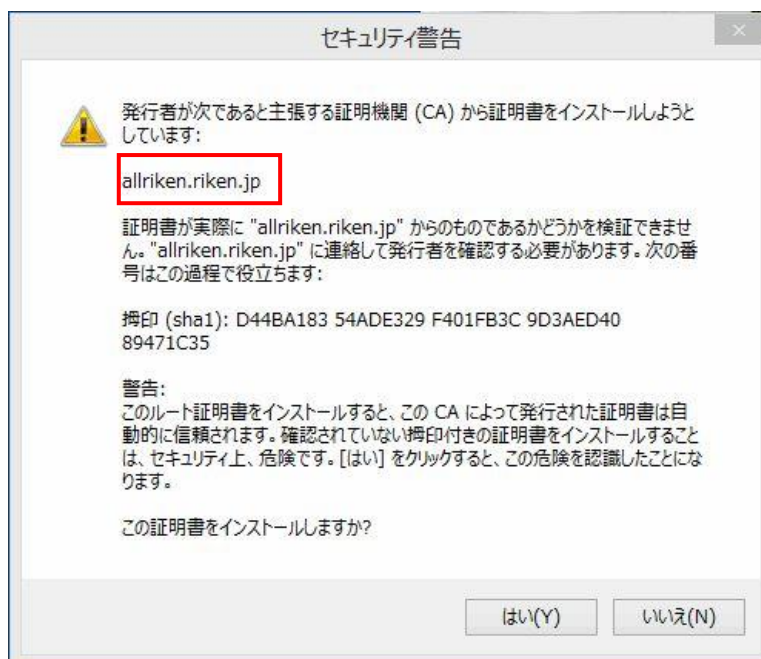 セキュリティ警告
発行者が次であると主張する証明機関 (CA) から証明書をインストールしようと
しています:
allriken.riken.jp
証明書が実際に "allriken.riken.jp" からのものであるかどうかを検証できませ
ん。"allriken.riken.jp" に連絡して発行者を確認する必要があります。次の番
号はこの過程で役立ちます:
拇印 (sha1): D44BA183 54ADE329 F401FB3C 9D3AED40
89471C35
警告:
このルート証明書をインストールすると、この CA によって発行された証明書は自
動的に信頼されます。確認されていない拇印付きの証明書をインストールすること
は、セキュリティ上、危険です。[はい] をクリックすると、この危険を認識したことにな
ります。
この証明書をインストールしますか?
はい(Y) いいえ(N)